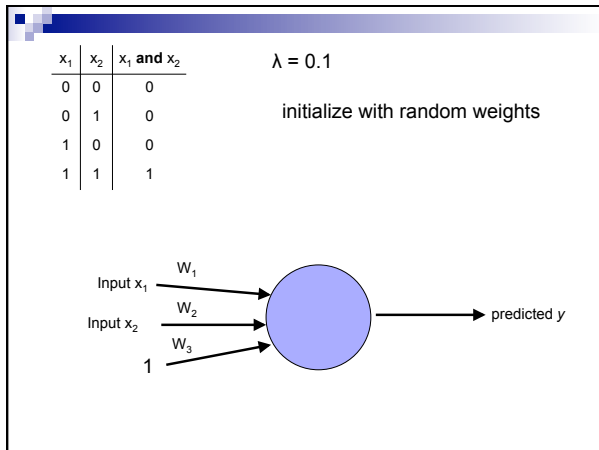 x₁ x₂ x₁ and x₂
0 0 0
0 1 0
1 0 0
1 1 1
λ = 0.1
initialize with random weights
Input x₁
W₁
Input x₂
W₂
1
W₃
predicted y